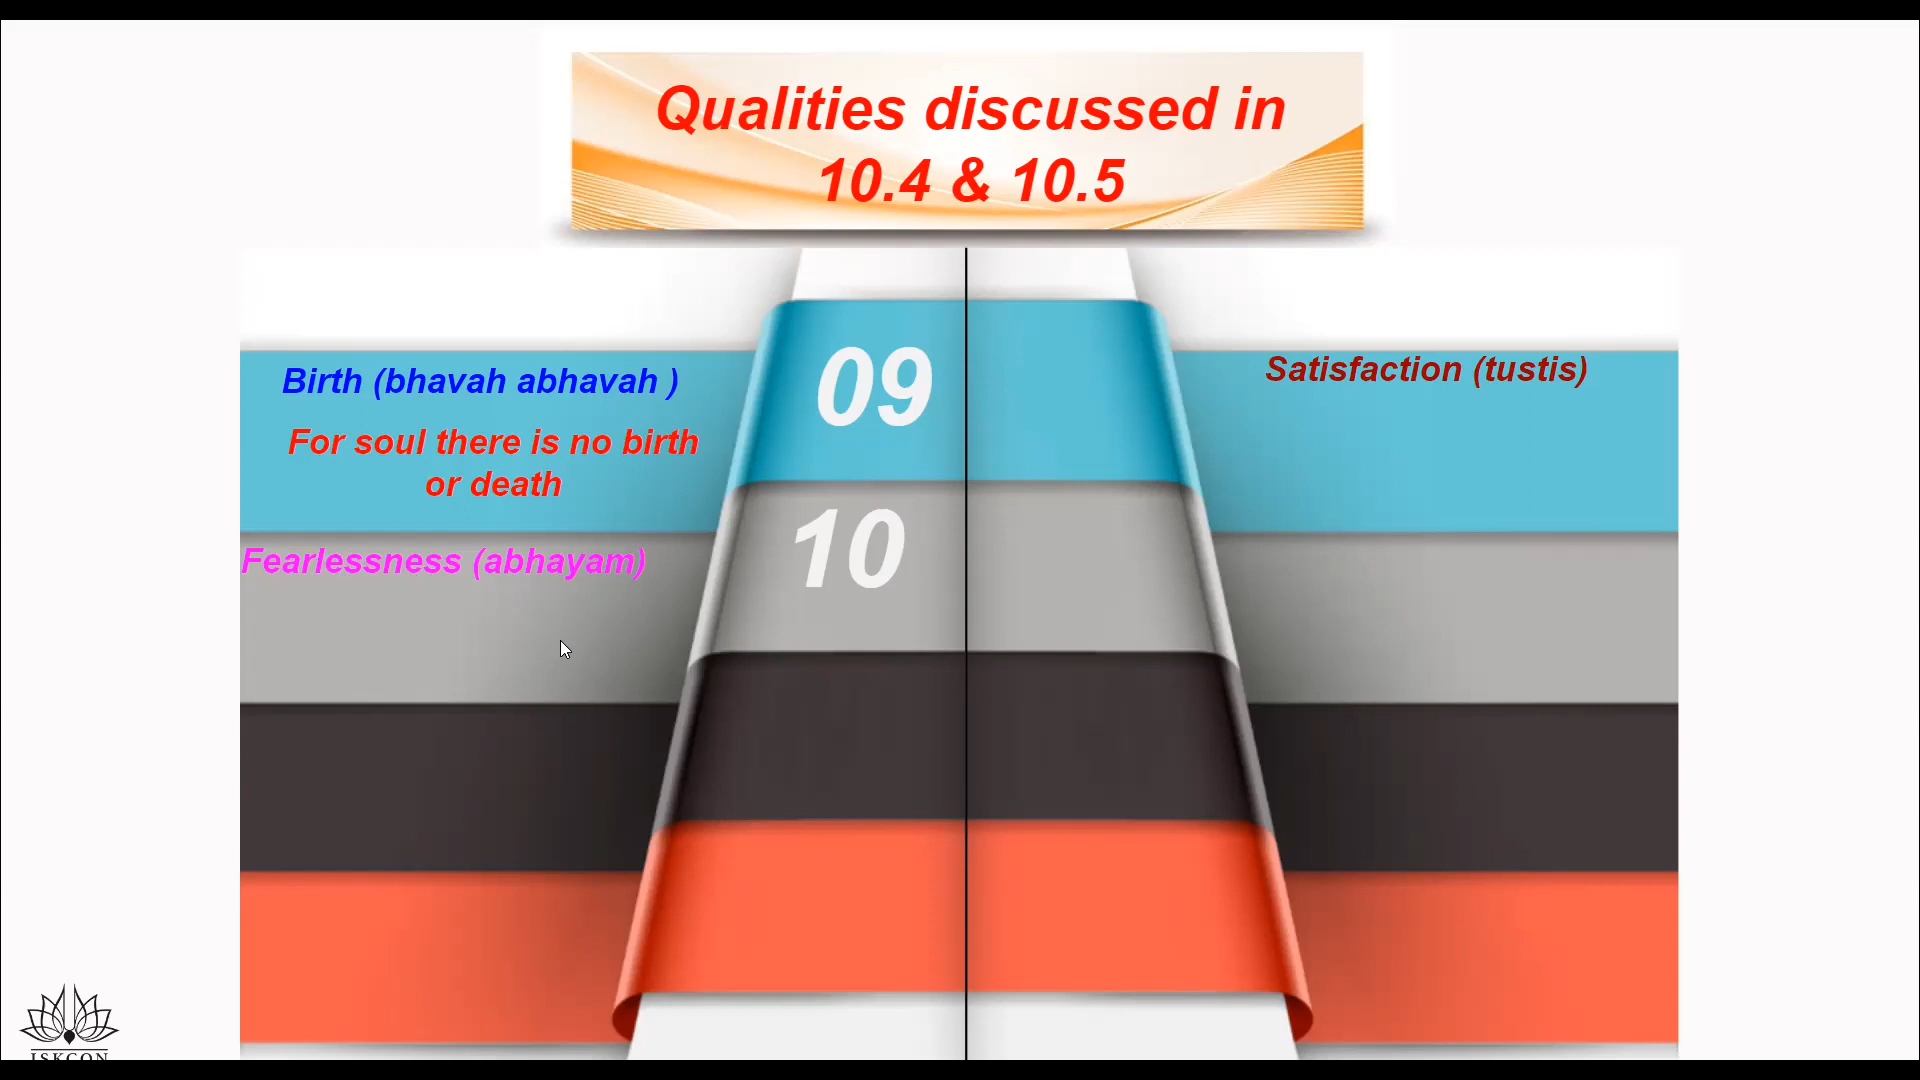 Qualities discussed in
10.4 & 10.5
Birth (bhavah abhavah )
For soul there is no birth
or death
09
Satisfaction (tustis)
Fearlessness (abhayam)
10
ISKCON